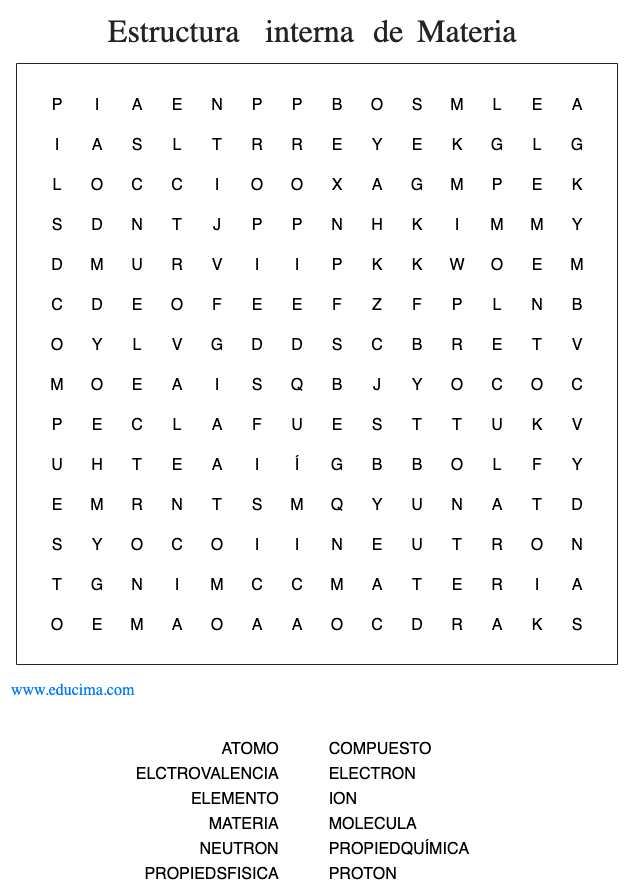 Estructura interna de Materia
P I A E N P P B O S M L E A
I A S L T R R E Y E K G L G
L O C C I O O X A G M P E K
S D N T J P P N H K I M M Y
D M U R V I I P K K W O E M
C D E O F E E F Z F P L N B
O Y L V G D D S C B R E T V
M O E A I S Q B J Y O C O C
P E C L A F U E S T T U K V
U H T E A I Í G B B O L F Y
E M R N T S M Q Y U N A T D
S Y O C O I I N E U T R O N
T G N I M C C M A T E R I A
O E M A O A A O C D R A K S
www.educima.com
ATOMO COMPUESTO
ELCTROVALENCIA ELECTRON
ELEMENTO ION
MATERIA MOLECULA
NEUTRON PROPIEDQUÍMICA
PROPIEDSFISICA PROTON